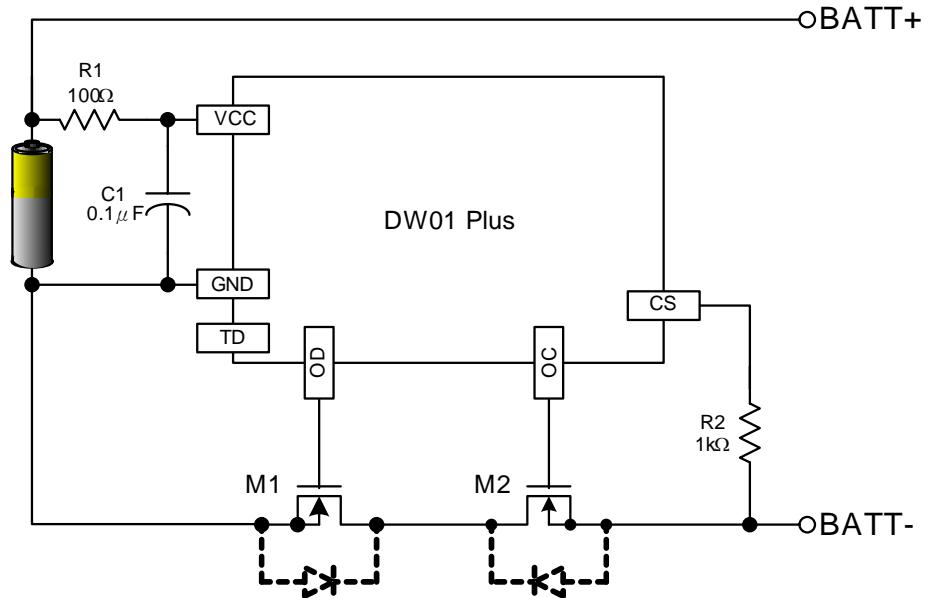 BATT+
R1
100Ω
VCC
C1
0.1μF
DW01 Plus
GND
CS
TD
OD
OC
R2
1kΩ
M1
M2
BATT-